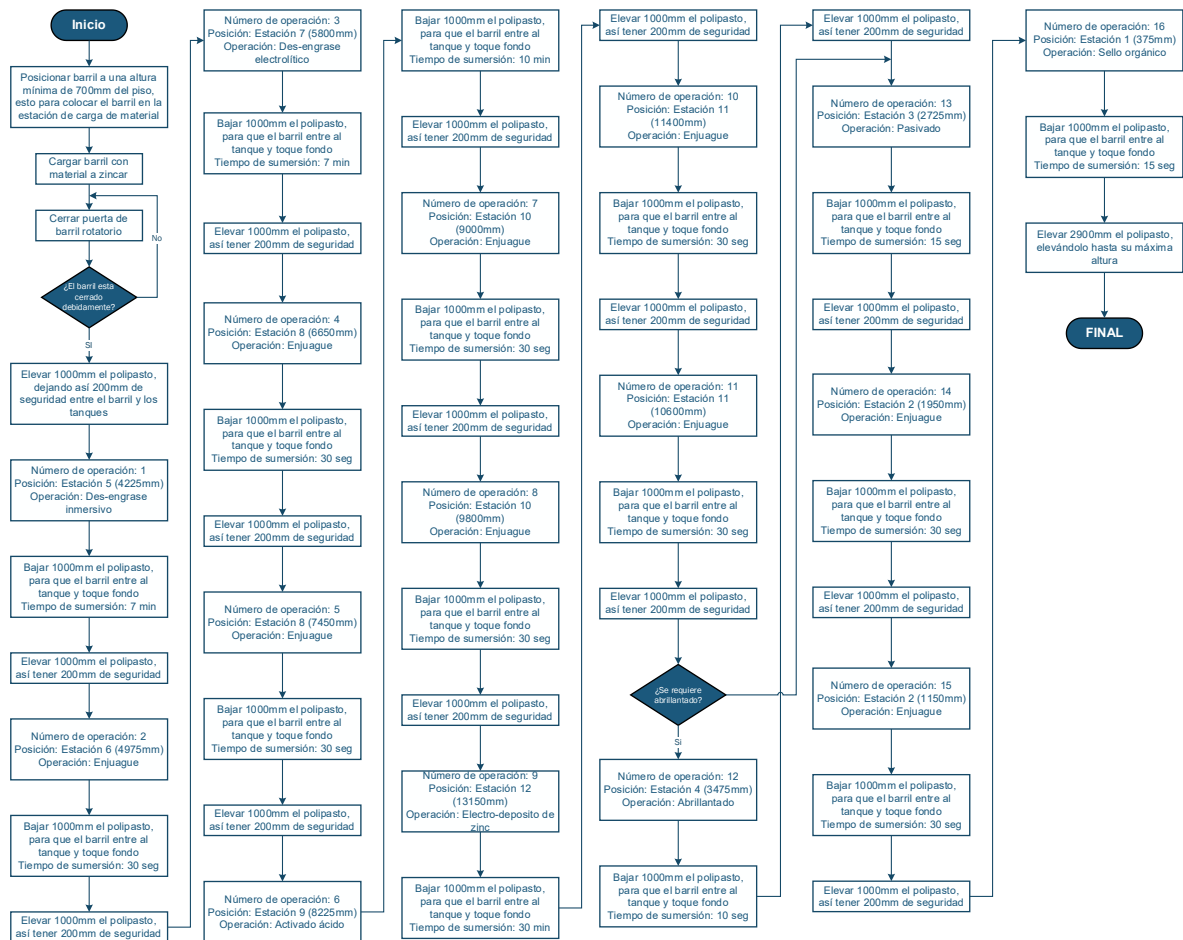 Inicio
Posicionar barril a una altura
mínima de 700mm del piso,
esto para colocar el barril en la
estación de carga de material
Cargar barril con
material a zincar
Cerrar puerta de
barril rotatorio
No
¿El barril esta
cerrado
debidamente?
SI
Elevar 1000mm el polipasto,
dejando así 200mm de
seguridad entre el barril y los
tanques
Número de operación: 1
Posición: Estación 5 (4225mm)
Operación: Des-engrase
inmersivo
Bajar 1000mm el polipasto,
para que el barril entre al
tanque y toque fondo
Tiempo de sumersión: 7 min
Elevar 1000mm el polipasto,
así tener 200mm de seguridad
Número de operación: 2
Posición: Estación 6 (4975mm)
Operación: Enjuague
Bajar 1000mm el polipasto,
para que el barril entre al
tanque y toque fondo
Tiempo de sumersión: 30 seg
Elevar 1000mm el polipasto,
así tener 200mm de seguridad
Número de operación: 3
Posición: Estación 7 (5800mm)
Operación: Des-engrase
electrolítico
Bajar 1000mm el polipasto,
para que el barril entre al
tanque y toque fondo
Tiempo de sumersión: 7 min
Elevar 1000mm el polipasto,
así tener 200mm de seguridad
Número de operación: 4
Posición: Estación 8 (6650mm)
Operación: Enjuague
Bajar 1000mm el polipasto,
para que el barril entre al
tanque y toque fondo
Tiempo de sumersión: 30 seg
Elevar 1000mm el polipasto,
así tener 200mm de seguridad
Número de operación: 5
Posición: Estación 8 (7450mm)
Operación: Enjuague
Bajar 1000mm el polipasto,
para que el barril entre al
tanque y toque fondo
Tiempo de sumersión: 30 seg
Elevar 1000mm el polipasto,
así tener 200mm de seguridad
Número de operación: 6
Posición: Estación 9 (8225mm)
Operación: Activado ácido
Bajar 1000mm el polipasto,
para que el barril entre al
tanque y toque fondo
Tiempo de sumersión:
10 min
Elevar 1000mm el polipasto,
así tener 200mm de seguridad
Número de operación: 7
Posición: Estación 10
(9000mm)
Operación: Enjuague
Bajar 1000mm el polipasto,
para que el barril entre al
tanque y toque fondo
Tiempo de sumersión: 30 seg
Elevar 1000mm el polipasto,
así tener 200mm de seguridad
Número de operación: 8
Posición: Estación 10
(9800mm)
Operación: Enjuague
Bajar 1000mm el polipasto,
para que el barril entre al
tanque y toque fondo
Tiempo de sumersión: 30 seg
Elevar 1000mm el polipasto,
así tener 200mm de seguridad
Número de operación: 9
Posición: Estación 12
(13150mm)
Operación: Electro-deposito de
zinc
Bajar 1000mm el polipasto,
para que el barril entre al
tanque y toque fondo
Tiempo de sumersión: 30 min
Elevar 1000mm el polipasto,
así tener 200mm de seguridad
Número de operación: 10
Posición: Estación 11
(11400mm)
Operación: Enjuague
Bajar 1000mm el polipasto,
para que el barril entre al
tanque y toque fondo
Tiempo de sumersión: 30 seg
Elevar 1000mm el polipasto,
así tener 200mm de seguridad
Número de operación: 11
Posición: Estación 11
(10600mm)
Operación: Enjuague
Bajar 1000mm el polipasto,
para que el barril entre al
tanque y toque fondo
Tiempo de sumersión: 30 seg
Elevar 1000mm el polipasto,
así tener 200mm de seguridad
¿Se requiere
abrillantado?
Si
Número de operación: 12
Posición: Estación 4 (3475mm)
Operación: Abrillantado
Bajar 1000mm el polipasto,
para que el barril entre al
tanque y toque fondo
Tiempo de sumersión: 10 seg
Elevar 1000mm el polipasto,
así tener 200mm de seguridad
Número de operación: 13
Posición: Estación 3 (2725mm)
Operación: Pasivado
Bajar 1000mm el polipasto,
para que el barril entre al
tanque y toque fondo
Tiempo de sumersión: 15 seg
Elevar 1000mm el polipasto,
así tener 200mm de seguridad
Número de operación: 14
Posición: Estación 2 (1950mm)
Operación: Enjuague
Bajar 1000mm el polipasto,
para que el barril entre al
tanque y toque fondo
Tiempo de sumersión: 30 seg
Elevar 1000mm el polipasto,
así tener 200mm de seguridad
Número de operación: 15
Posición: Estación 2 (1150mm)
Operación: Enjuague
Bajar 1000mm el polipasto,
para que el barril entre al
tanque y toque fondo
Tiempo de sumersión: 30 seg
Elevar 1000mm el polipasto,
así tener 200mm de seguridad
Número de operación: 16
Posición: Estación 1 (375mm)
Operación: Sello orgánico
Bajar 1000mm el polipasto,
para que el barril entre al
tanque y toque fondo
Tiempo de sumersión: 15 seg
Elevar 2900mm el polipasto,
elevándolo hasta su máxima
altura
FINAL